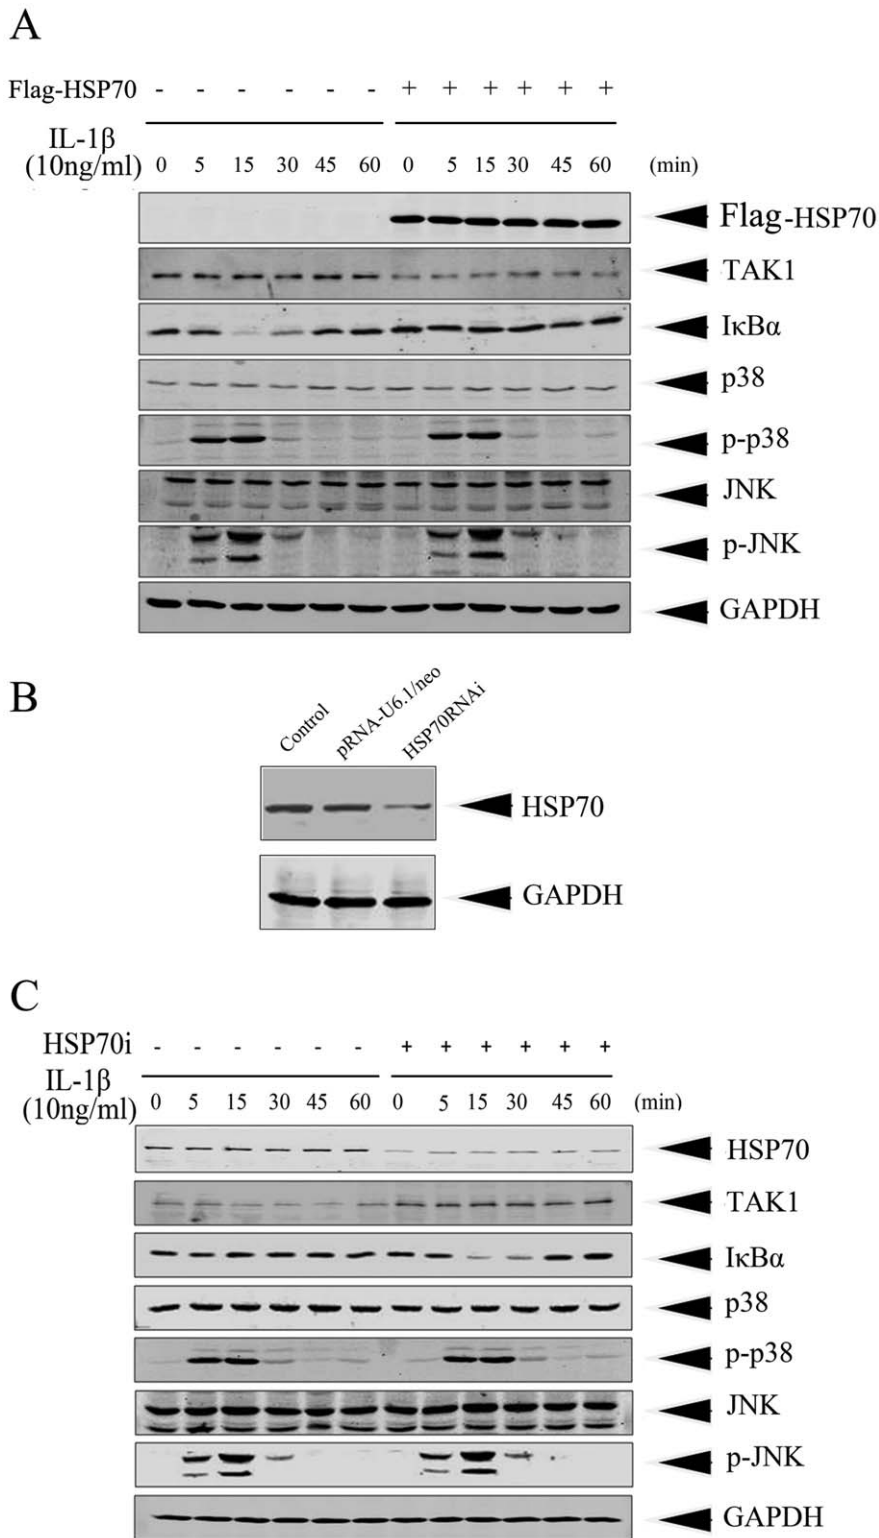 A
Flag-HSP70 - - - - - - + + + + + +
IL-1β
(10ng/ml) 0 5 15 30 45 60 0 5 15 30 45 60 (min)
Flag-HSP70
TAK1
IκBα
p38
p-p38
JNK
p-JNK
GAPDH
B
Control pRNA-U6.1/neo HSP70RNAi
HSP70
GAPDH
C
HSP70i - - - - - - + + + + + +
IL-1β
(10ng/ml) 0 5 15 30 45 60 0 5 15 30 45 60 (min)
HSP70
TAK1
IκBα
p38
p-p38
JNK
p-JNK
GAPDH